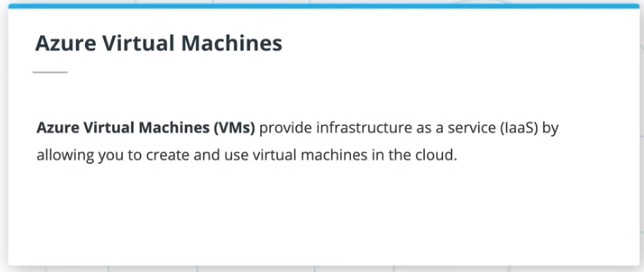 Azure Virtual Machines
Azure Virtual Machines (VMs) provide infrastructure as a service (IaaS) by
allowing you to create and use virtual machines in the cloud.